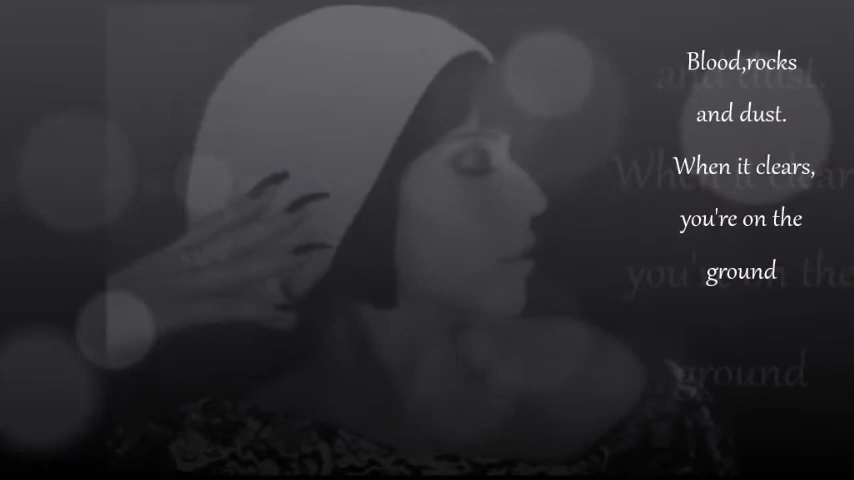 Blood,rocks
and dust.
When it clears,
you're on the
ground